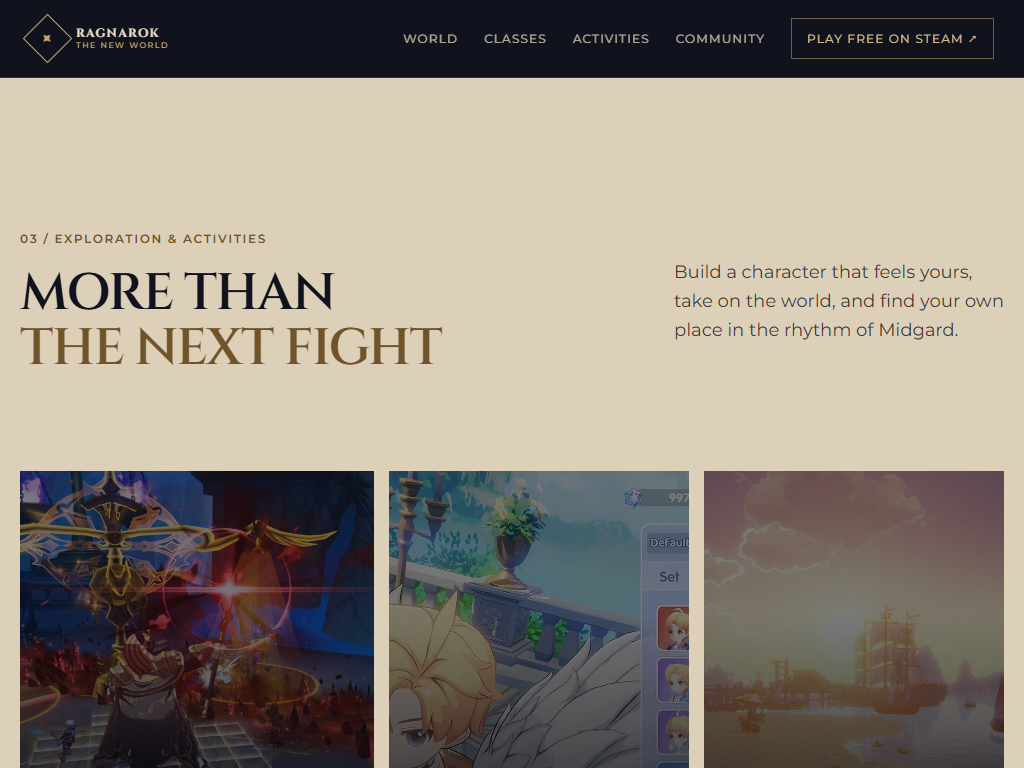 RAGNAROK
THE NEW WORLD
WORLD
CLASSES
ACTIVITIES
COMMUNITY
PLAY FREE ON STEAM ↗
03 / EXPLORATION & ACTIVITIES
MORE THAN
THE NEXT FIGHT
Build a character that feels yours,
take on the world, and find your own
place in the rhythm of Midgard.
997
Default
Set